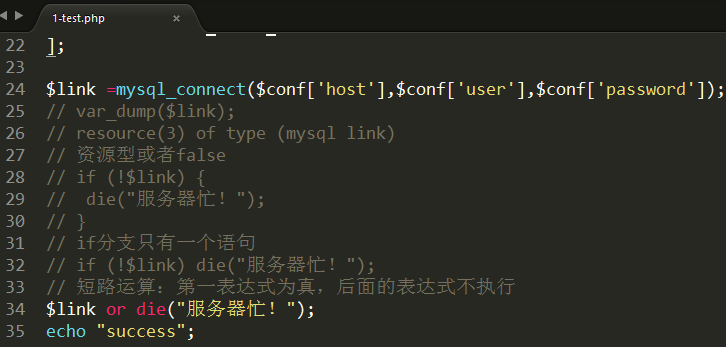 1-test.php ×
22 ];
23
24 $link =mysql_connect($conf['host'],$conf['user'],$conf['password']);
25 // var_dump($link);
26 // resource(3) of type (mysql link)
27 // 资源型或者false
28 // if (!$link) {
29 //  die("服务器忙！");
30 // }
31 // if分支只有一个语句
32 // if (!$link) die("服务器忙！");
33 // 短路运算：第一表达式为真，后面的表达式不执行
34 $link or die("服务器忙！");
35 echo "success";